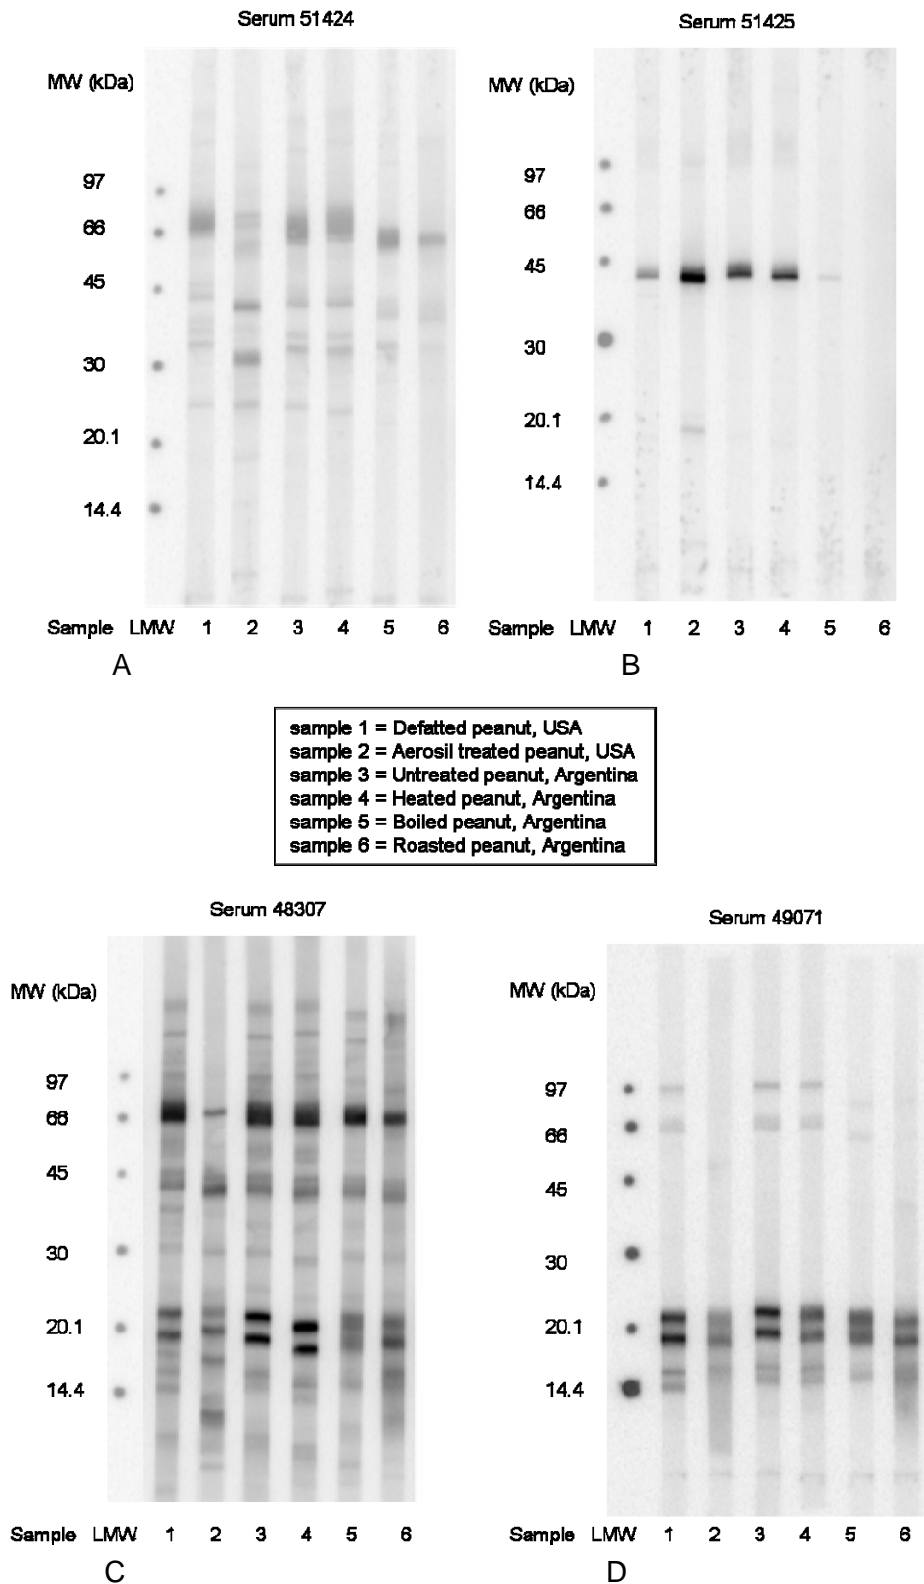 Serum 51424
MW (kDa)
97
66
45
30
20.1
14.4
Sample LMW 1 2 3 4 5 6
A
Serum 51425
MW (kDa)
97
66
45
30
20.1
14.4
Sample LMW 1 2 3 4 5 6
B
sample 1 = Defatted peanut, USA
sample 2 = Aerosil treated peanut, USA
sample 3 = Untreated peanut, Argentina
sample 4 = Heated peanut, Argentina
sample 5 = Boiled peanut, Argentina
sample 6 = Roasted peanut, Argentina
Serum 48307
MW (kDa)
97
66
45
30
20.1
14.4
Sample LMW 1 2 3 4 5 6
C
Serum 49071
MW (kDa)
97
66
45
30
20.1
14.4
Sample LMW 1 2 3 4 5 6
D